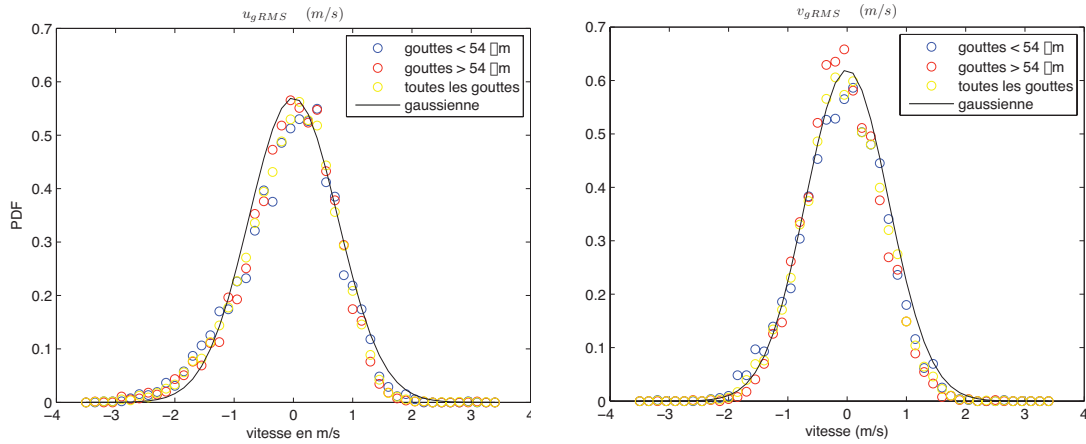 u_{gRMS} (m/s)
gouttes < 54 □m
gouttes > 54 □m
toutes les gouttes
gaussienne
PDF
0.7
0.6
0.5
0.4
0.3
0.2
0.1
0
−4 −3 −2 −1 0 1 2 3 4
vitesse en m/s
v_{gRMS} (m/s)
gouttes < 54 □m
gouttes > 54 □m
toutes les gouttes
gaussienne
0.7
0.6
0.5
0.4
0.3
0.2
0.1
0
−4 −3 −2 −1 0 1 2 3 4
vitesse (m/s)